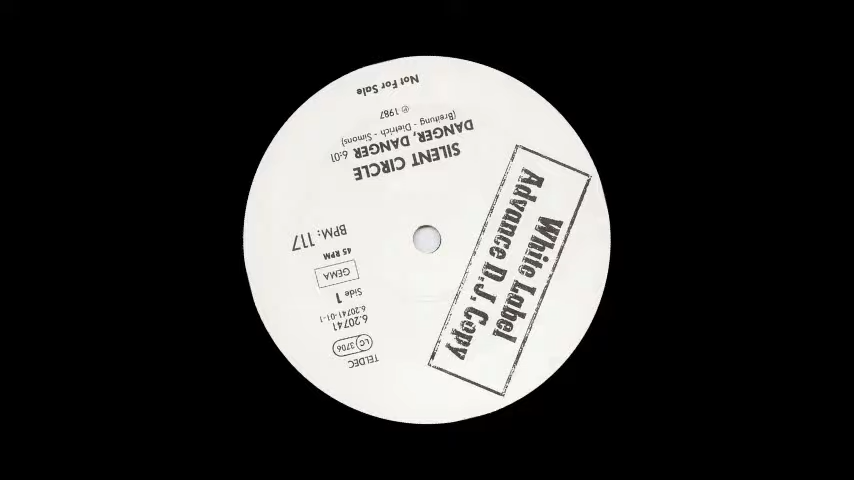 TELDEC
LC 3706
6.20741
6.20741-01-1
Side 1
GEMA
45 RPM
BPM: 117
White Label
Advance D.J. Copy
SILENT CIRCLE
DANGER, DANGER 6:01
(Breitung - Dietrich - Simons)
℗ 1987
Not For Sale